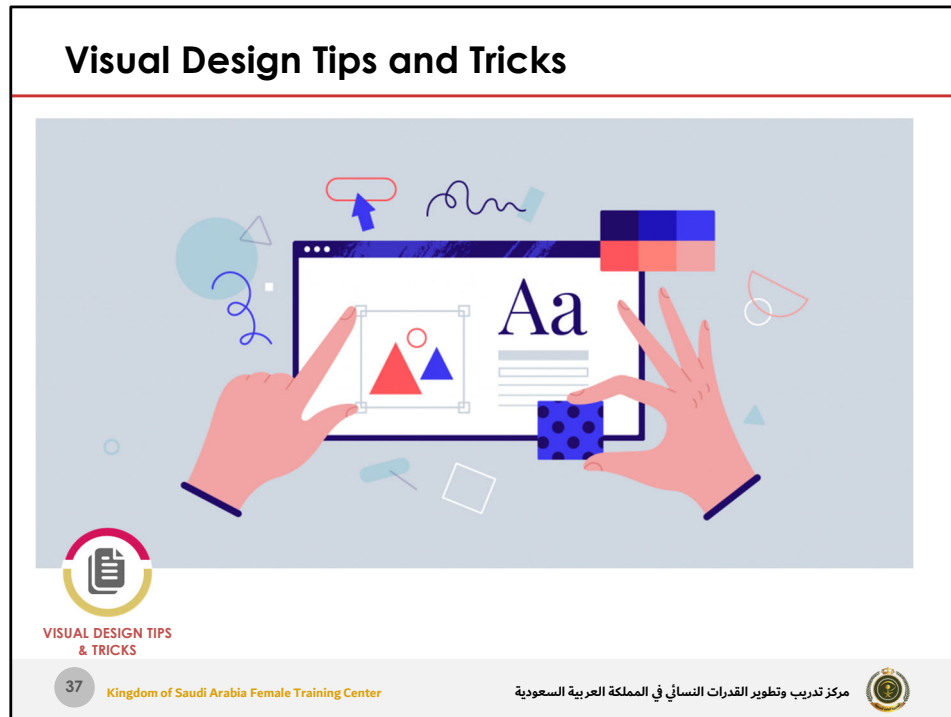 Visual Design Tips and Tricks
Aa
VISUAL DESIGN TIPS
& TRICKS
37
Kingdom of Saudi Arabia Female Training Center
مركز تدريب وتطوير القدرات النسائي في المملكة العربية السعودية